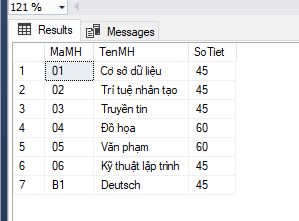 121 %
Results Messages
MaMH TenMH SoTiet
1 01 Cơ sở dữ liệu 45
2 02 Trí tuệ nhân tạo 45
3 03 Truyền tin 45
4 04 Đồ họa 60
5 05 Văn phạm 60
6 06 Kỹ thuật lập trình 45
7 B1 Deutsch 45